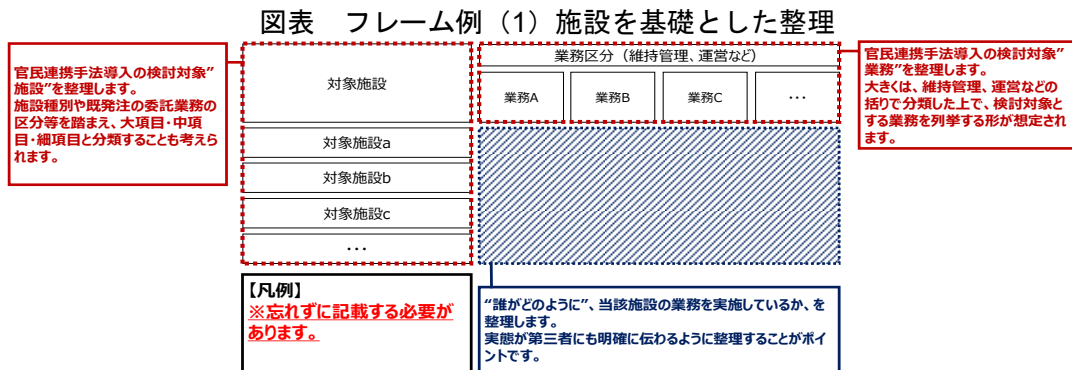 図表　フレーム例（1）施設を基礎とした整理
官民連携手法導入の検討対象”
施設”を整理します。
施設種別や既発注の委託業務の
区分等を踏まえ、大項目・中項
目・細項目と分類することも考えら
れます。
対象施設
業務区分（維持管理、運営など）
業務A
業務B
業務C
…
官民連携手法導入の検討対象”
業務”を整理します。
大きくは、維持管理、運営などの
括りで分類した上で、検討対象と
する業務を列挙する形が想定され
ます。
対象施設a
対象施設b
対象施設c
…
【凡例】
※忘れずに記載する必要が
あります。
“誰がどのように”、当該施設の業務を実施しているか、を
整理します。
実態が第三者にも明確に伝わるように整理することがポイ
ントです。